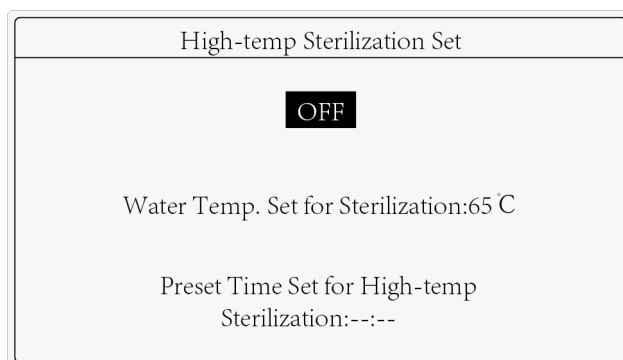 High-temp Sterilization Set
OFF
Water Temp. Set for Sterilization:65℃
Preset Time Set for High-temp
Sterilization:--:--